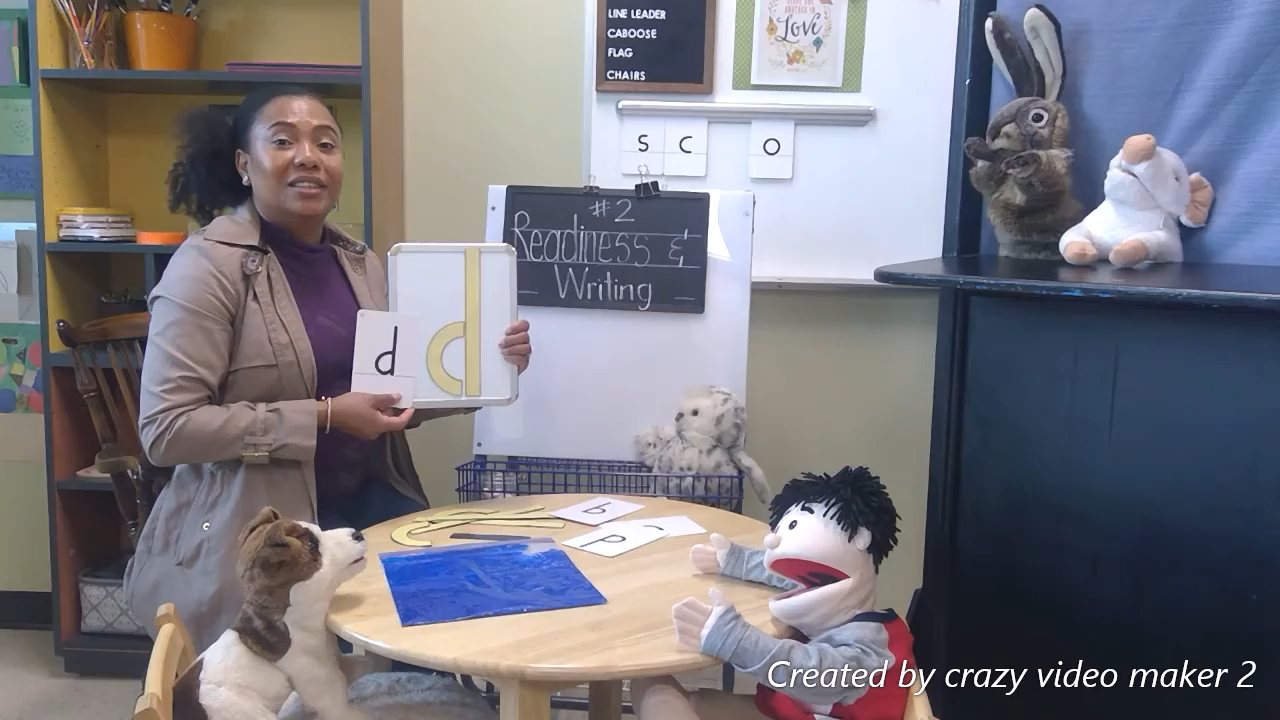 LINE LEADER
CABOOSE
FLAG
CHAIRS
Love
s c o
#2
Readiness &
Writing
d d
b
p
Created by crazy video maker 2